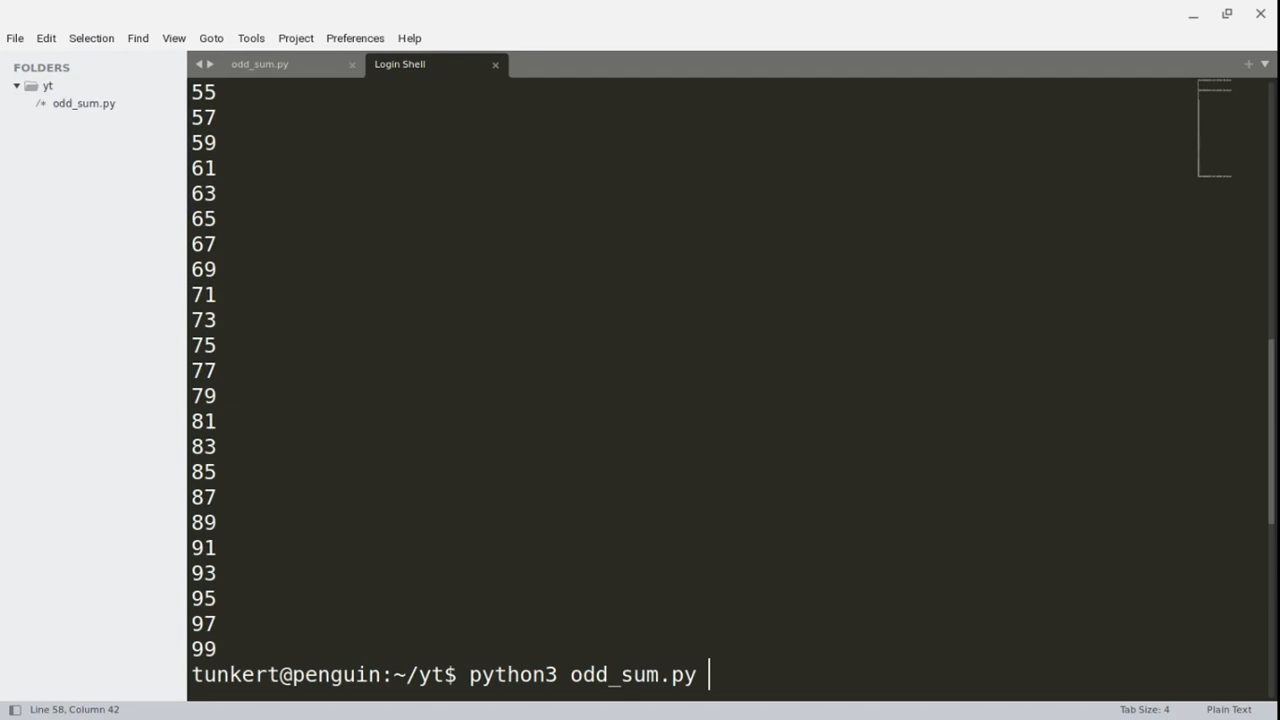 File Edit Selection Find View Goto Tools Project Preferences Help
FOLDERS
yt
/* odd_sum.py
odd_sum.py
Login Shell
55
57
59
61
63
65
67
69
71
73
75
77
79
81
83
85
87
89
91
93
95
97
99
tunkert@penguin:~/yt$ python3 odd_sum.py
Line 58, Column 42
Tab Size: 4
Plain Text